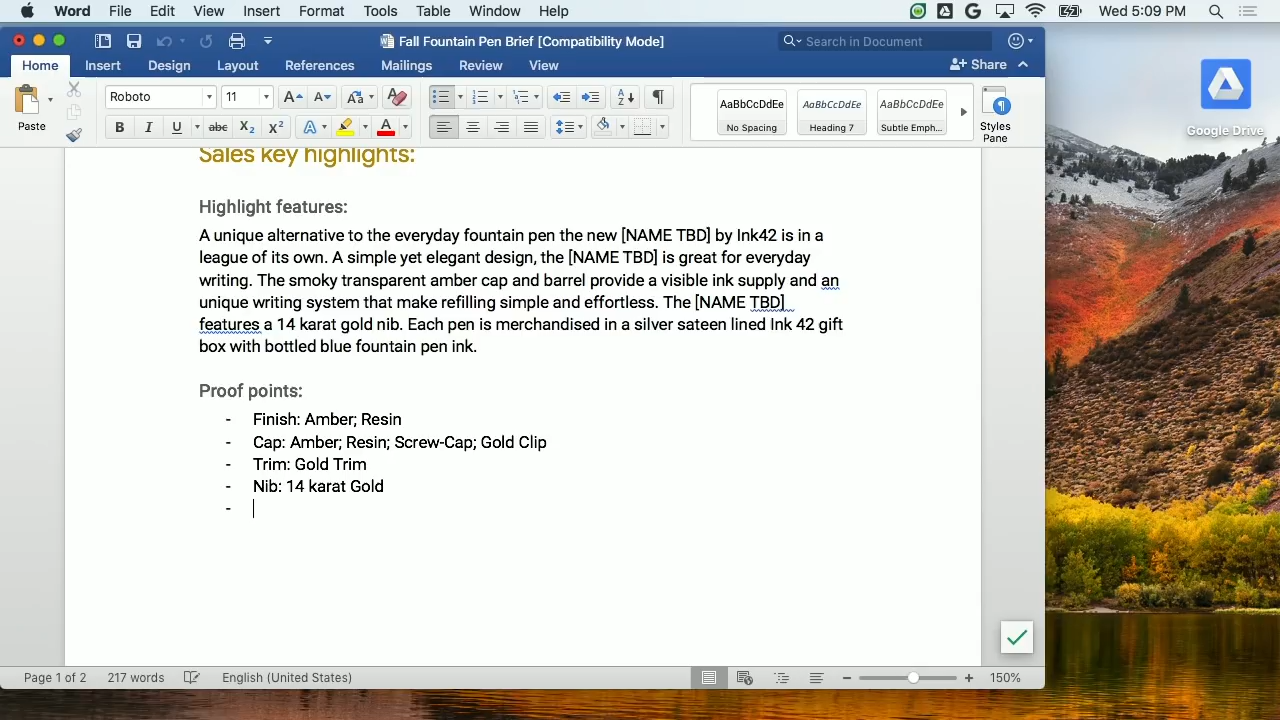 Word File Edit View Insert Format Tools Table Window Help Wed 5:09 PM
Fall Fountain Pen Brief [Compatibility Mode] Search in Document
Home Insert Design Layout References Mailings Review View Share
Paste Roboto 11 AaBbCcDdEe AaBbCcDdEe AaBbCcDdEe
No Spacing Heading 7 Subtle Emph... Styles Pane
B I U abc X2 X2 A A
Google Drive
Sales key highlights:
Highlight features:
A unique alternative to the everyday fountain pen the new [NAME TBD] by Ink42 is in a
league of its own. A simple yet elegant design, the [NAME TBD] is great for everyday
writing. The smoky transparent amber cap and barrel provide a visible ink supply and an
unique writing system that make refilling simple and effortless. The [NAME TBD]
features a 14 karat gold nib. Each pen is merchandised in a silver sateen lined Ink 42 gift
box with bottled blue fountain pen ink.
Proof points:
- Finish: Amber; Resin
- Cap: Amber; Resin; Screw-Cap; Gold Clip
- Trim: Gold Trim
- Nib: 14 karat Gold
-
Page 1 of 2 217 words English (United States) 150%